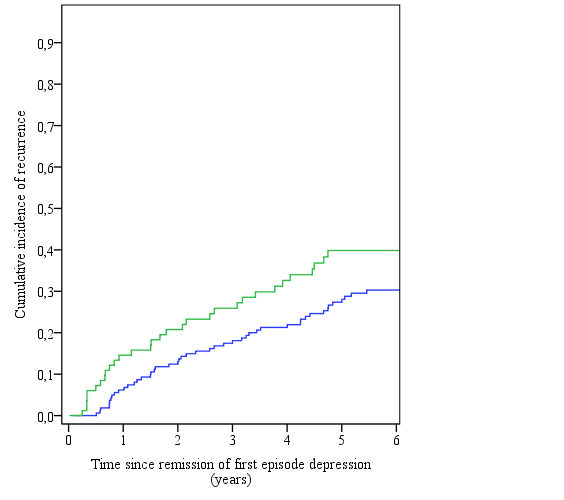 0,9
0,8
0,7
0,6
0,5
0,4
0,3
0,2
0,1
0,0
Cumulative incidence of recurrence
0 1 2 3 4 5 6
Time since remission of first episode depression
(years)